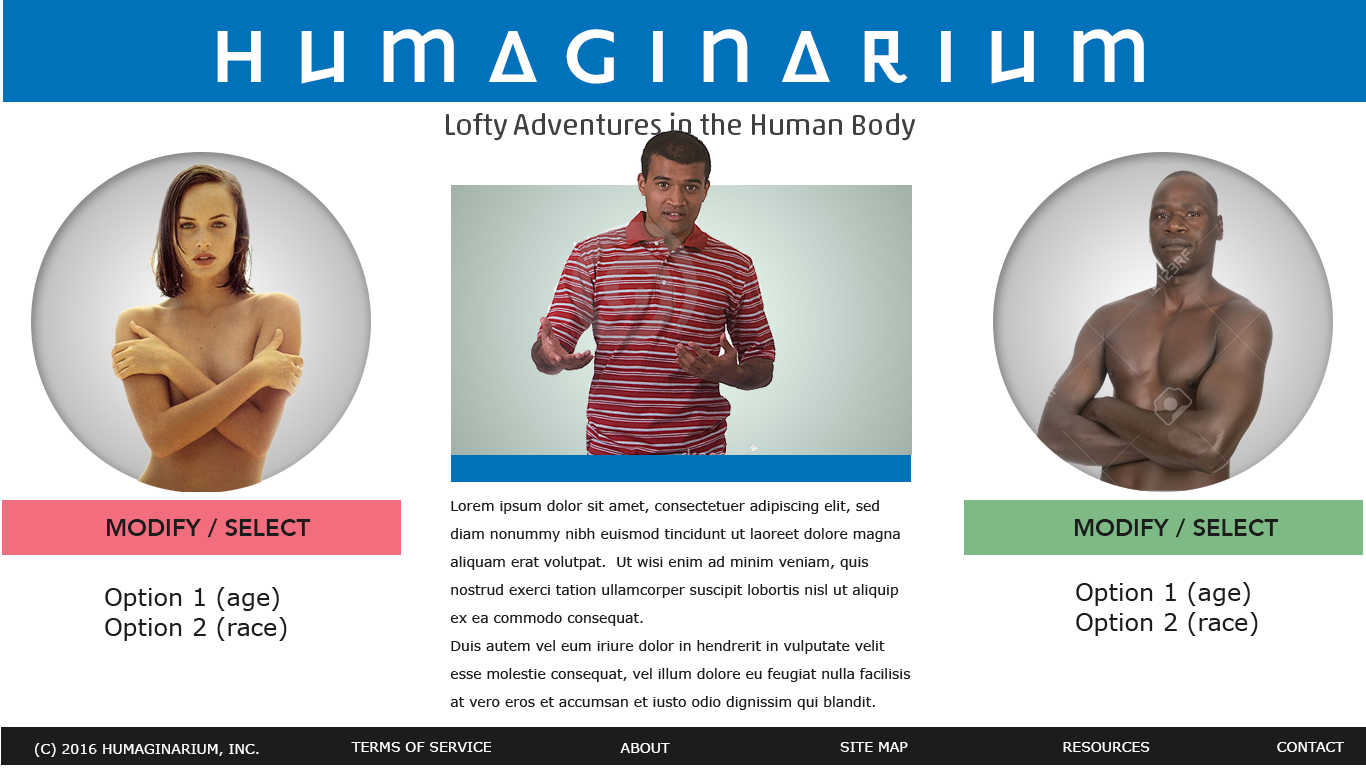 HUMAGINARIUM
Lofty Adventures in the Human Body
123RF
MODIFY / SELECT
Option 1 (age)
Option 2 (race)
Lorem ipsum dolor sit amet, consectetuer adipiscing elit, sed
diam nonummy nibh euismod tincidunt ut laoreet dolore magna
aliquam erat volutpat.  Ut wisi enim ad minim veniam, quis
nostrud exerci tation ullamcorper suscipit lobortis nisl ut aliquip
ex ea commodo consequat.
Duis autem vel eum iriure dolor in hendrerit in vulputate velit
esse molestie consequat, vel illum dolore eu feugiat nulla facilisis
at vero eros et accumsan et iusto odio dignissim qui blandit.
MODIFY / SELECT
Option 1 (age)
Option 2 (race)
(C) 2016 HUMAGINARIUM, INC. TERMS OF SERVICE ABOUT SITE MAP RESOURCES CONTACT